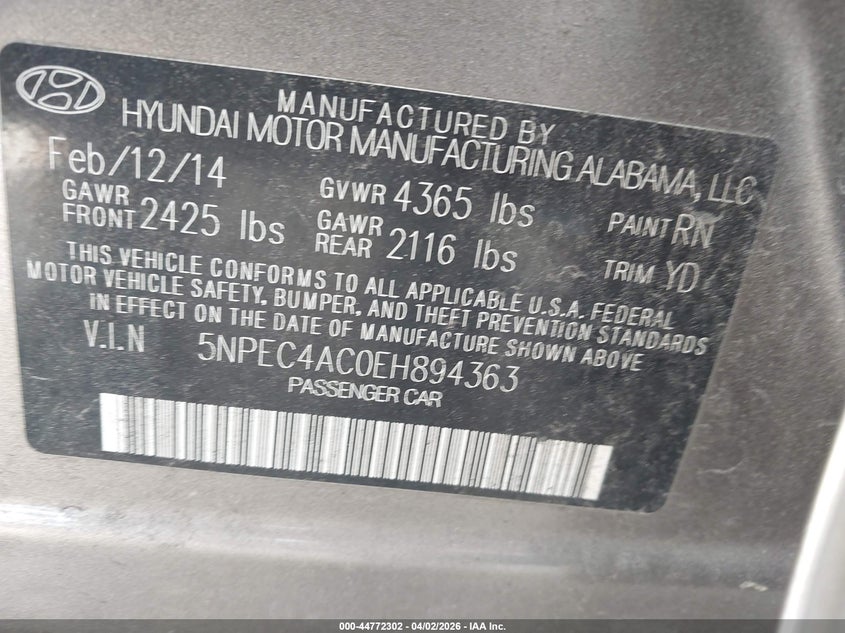 MANUFACTURED BY
HYUNDAI MOTOR MANUFACTURING ALABAMA, LLC
Feb/12/14 GVWR 4365 lbs PAINT RN
GAWR FRONT 2425 lbs GAWR REAR 2116 lbs TRIM YD
THIS VEHICLE CONFORMS TO ALL APPLICABLE U.S.A. FEDERAL
MOTOR VEHICLE SAFETY, BUMPER, AND THEFT PREVENTION STANDARDS
IN EFFECT ON THE DATE OF MANUFACTURE SHOWN ABOVE
V.I.N 5NPEC4AC0EH894363
PASSENGER CAR
000-44772302 - 04/02/2026 - IAA Inc.